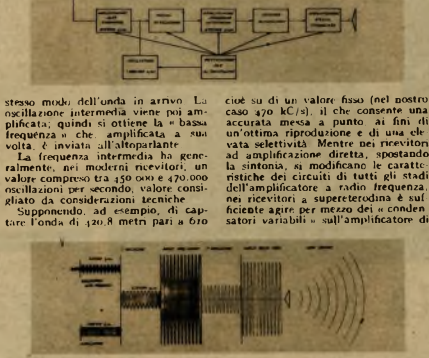 stesso modo dell'onda in arrivo La
oscillazione intermedia viene poi am-
plificata; quindi si ottiene la « bassa
frequenza » che, amplificata a sua
volta, è inviata all'altoparlante
La frequenza intermedia ha gene-
ralmente, nei moderni ricevitori, un
valore compreso tra 450 000 e 470.000
oscillazioni per secondo, valore consi-
gliato da considerazioni tecniche
Supponendo, ad esempio, di cap-
tare l'onda di 420,8 metri pari a 620
cioè su di un valore fisso (nel nostro
caso 470 kC/s), il che consente una
accurata messa a punto, ai fini di
un'ottima riproduzione e di una ele
vata selettività Mentre nei ricevitori
ad amplificazione diretta, spostando
la sintonia, si modificano le caratte-
ristiche dei circuiti di tutti gli stadi
dell'amplificatore a radio frequenza,
nei ricevitori a supereterodina è suf
ficiente agire per mezzo dei « conden
satori variabili » sull'amplificatore di